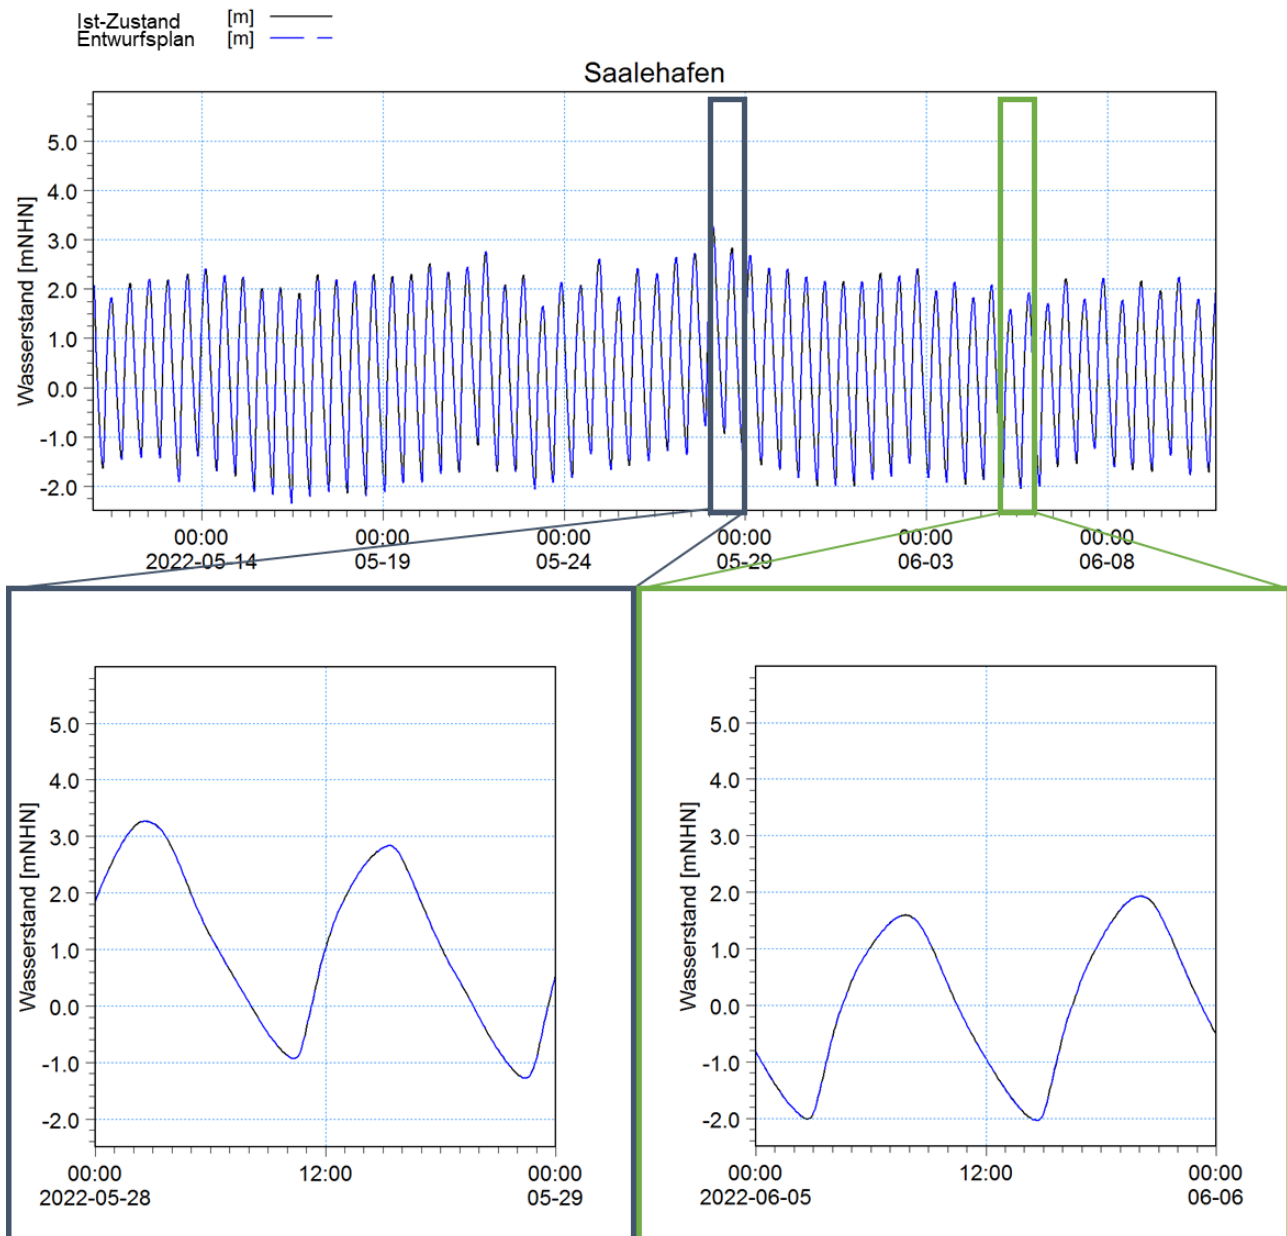 Ist-Zustand [m]
Entwurfsplan [m]
Saalehafen
Wasserstand [mNHN]
5.0
4.0
3.0
2.0
1.0
0.0
-1.0
-2.0
00:00 00:00 00:00 00:00 00:00 00:00
2022-05-14 05-19 05-24 05-29 06-03 06-08
Wasserstand [mNHN]
5.0
4.0
3.0
2.0
1.0
0.0
-1.0
-2.0
00:00 12:00 00:00
2022-05-28 05-29
Wasserstand [mNHN]
5.0
4.0
3.0
2.0
1.0
0.0
-1.0
-2.0
00:00 12:00 00:00
2022-06-05 06-06